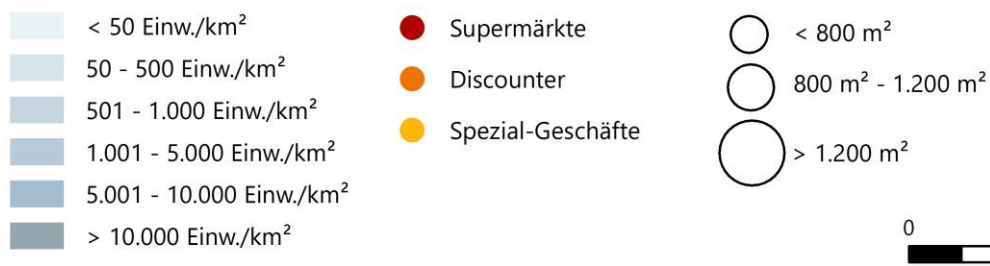 < 50 Einw./km²
50 - 500 Einw./km²
501 - 1.000 Einw./km²
1.001 - 5.000 Einw./km²
5.001 - 10.000 Einw./km²
> 10.000 Einw./km²
Supermärkte
Discounter
Spezial-Geschäfte
< 800 m²
800 m² - 1.200 m²
> 1.200 m²
0